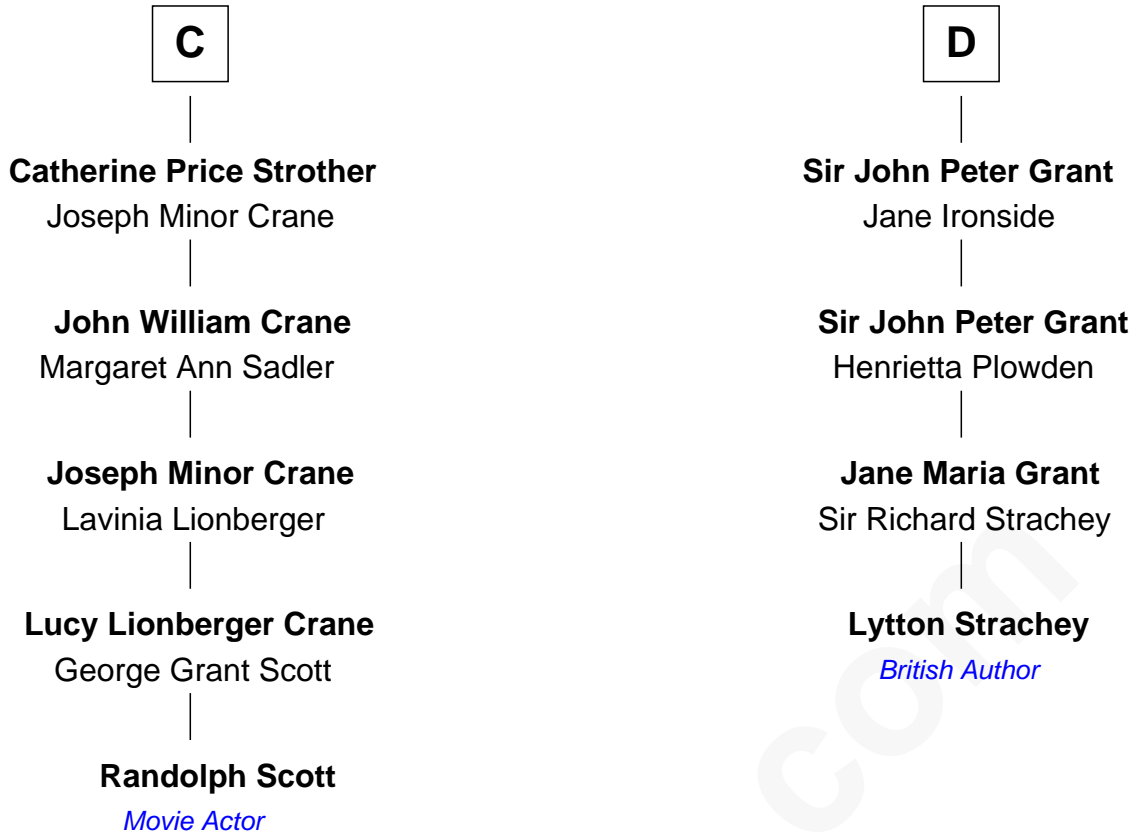 C
Catherine Price Strother
Joseph Minor Crane
John William Crane
Margaret Ann Sadler
Joseph Minor Crane
Lavinia Lionberger
Lucy Lionberger Crane
George Grant Scott
Randolph Scott
Movie Actor
D
Sir John Peter Grant
Jane Ironside
Sir John Peter Grant
Henrietta Plowden
Jane Maria Grant
Sir Richard Strachey
Lytton Strachey
British Author
com